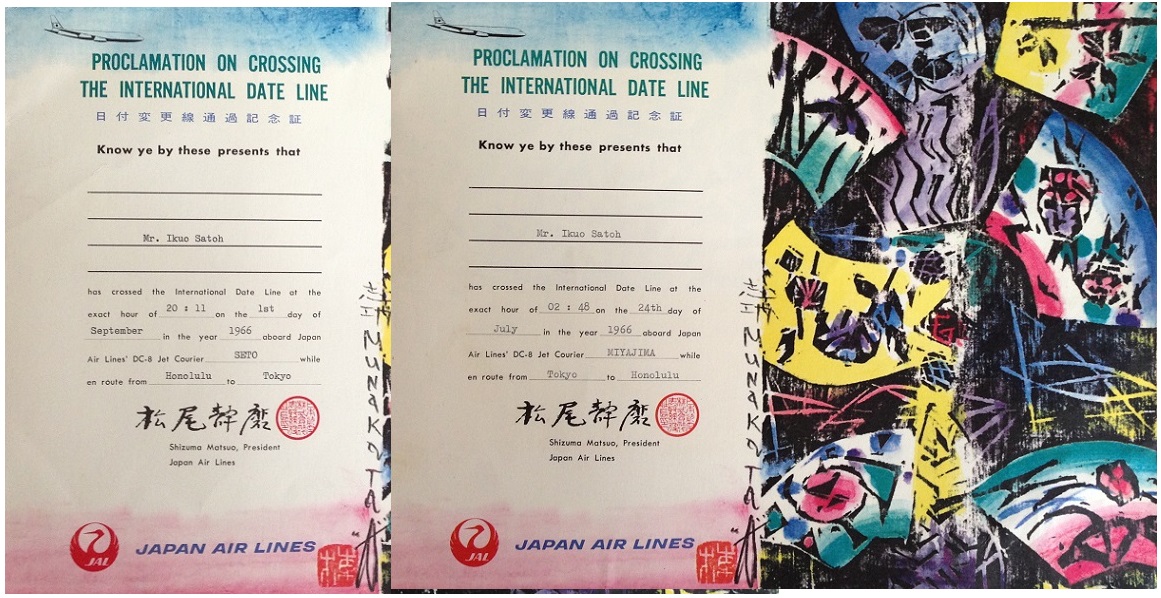 PROCLAMATION ON CROSSING
THE INTERNATIONAL DATE LINE
日付変更線通過記念証
Know ye by these presents that
Mr. Ikuo Satoh
has crossed the International Date Line at the
exact hour of 20 : 11 on the 1st day of
September in the year 1966 aboard Japan
Air Lines' DC-8 Jet Courier SETO while
en route from Honolulu to Tokyo
松尾静磨
Shizuma Matsuo, President
Japan Air Lines
JAL
JAPAN AIR LINES
PROCLAMATION ON CROSSING
THE INTERNATIONAL DATE LINE
日付変更線通過記念証
Know ye by these presents that
Mr. Ikuo Satoh
has crossed the International Date Line at the
exact hour of 02 : 48 on the 24th day of
July in the year 1966 aboard Japan
Air Lines' DC-8 Jet Courier MIYAJIMA while
en route from Tokyo to Honolulu
松尾静磨
Shizuma Matsuo, President
Japan Air Lines
JAL
JAPAN AIR LINES